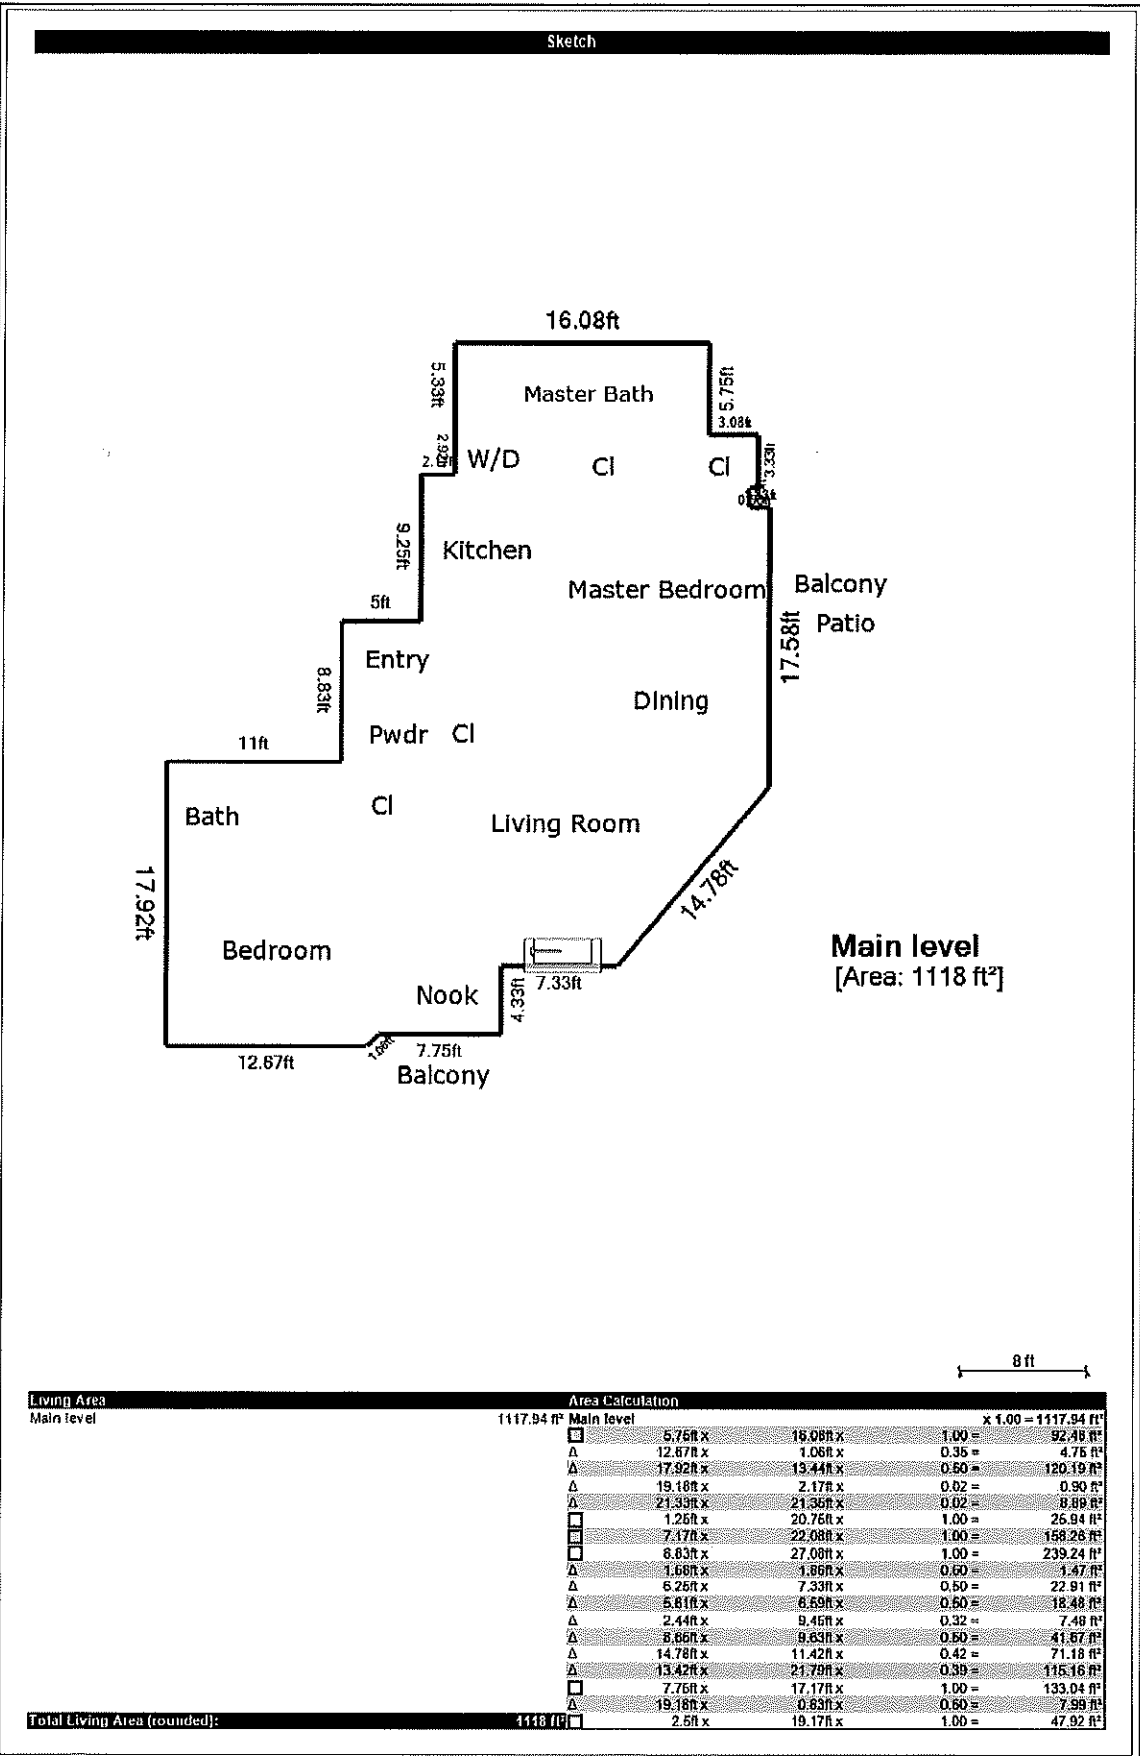 Sketch
16.08ft
5.33ft
Master Bath
5.75ft
3.08ft
2.92ft
W/D
Cl
Cl
3.33ft
9.25ft
Kitchen
Master Bedroom
Balcony
Patio
5ft
17.58ft
Entry
8.83ft
Dining
Pwdr
Cl
11ft
Cl
Bath
Living Room
14.78ft
17.92ft
Bedroom
Main level
[Area: 1118 ft²]
7.33ft
Nook
4.33ft
1.06ft
7.75ft
12.67ft
Balcony
8 ft
Living Area
Main level 1117.94 ft²
Total Living Area (rounded): 1118 ft²
Area Calculation
Main level x 1.00 = 1117.94 ft²
5.75ft x 16.08ft x 1.00 = 92.46 ft²
Δ 12.67ft x 1.06ft x 0.35 = 4.75 ft²
Δ 17.92ft x 13.44ft x 0.50 = 120.19 ft²
Δ 19.18ft x 2.17ft x 0.02 = 0.90 ft²
Δ 21.33ft x 21.35ft x 0.02 = 8.89 ft²
1.25ft x 20.75ft x 1.00 = 25.94 ft²
7.17ft x 22.08ft x 1.00 = 158.26 ft²
8.83ft x 27.08ft x 1.00 = 239.24 ft²
Δ 1.58ft x 1.86ft x 0.50 = 1.47 ft²
Δ 6.25ft x 7.33ft x 0.50 = 22.91 ft²
Δ 5.61ft x 6.59ft x 0.50 = 18.48 ft²
Δ 2.44ft x 9.45ft x 0.32 = 7.46 ft²
Δ 8.65ft x 9.63ft x 0.50 = 41.67 ft²
Δ 14.78ft x 11.42ft x 0.42 = 71.18 ft²
Δ 13.42ft x 21.79ft x 0.39 = 115.16 ft²
7.75ft x 17.17ft x 1.00 = 133.04 ft²
Δ 19.18ft x 0.83ft x 0.50 = 7.99 ft²
2.5ft x 19.17ft x 1.00 = 47.92 ft²